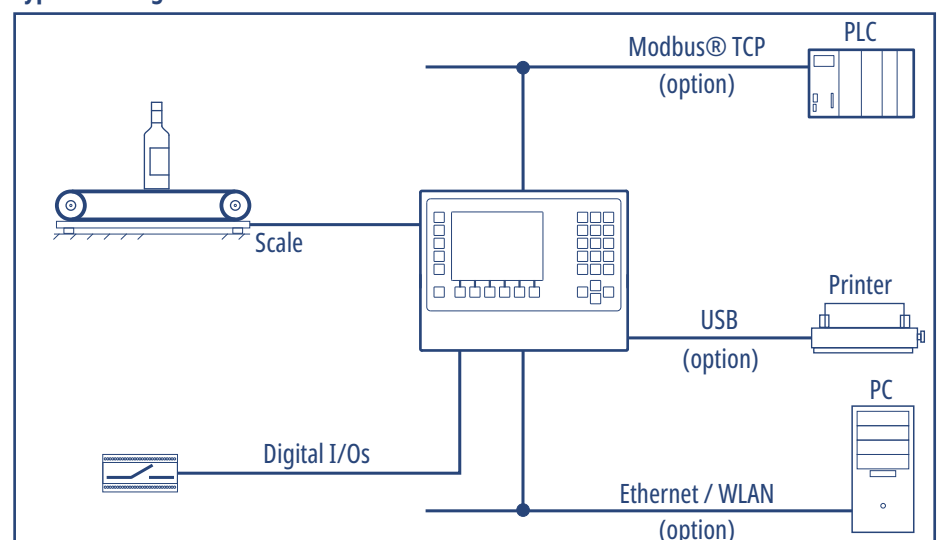 PLC
Modbus® TCP
(option)
Scale
Printer
USB
(option)
PC
Digital I/Os
Ethernet / WLAN
(option)